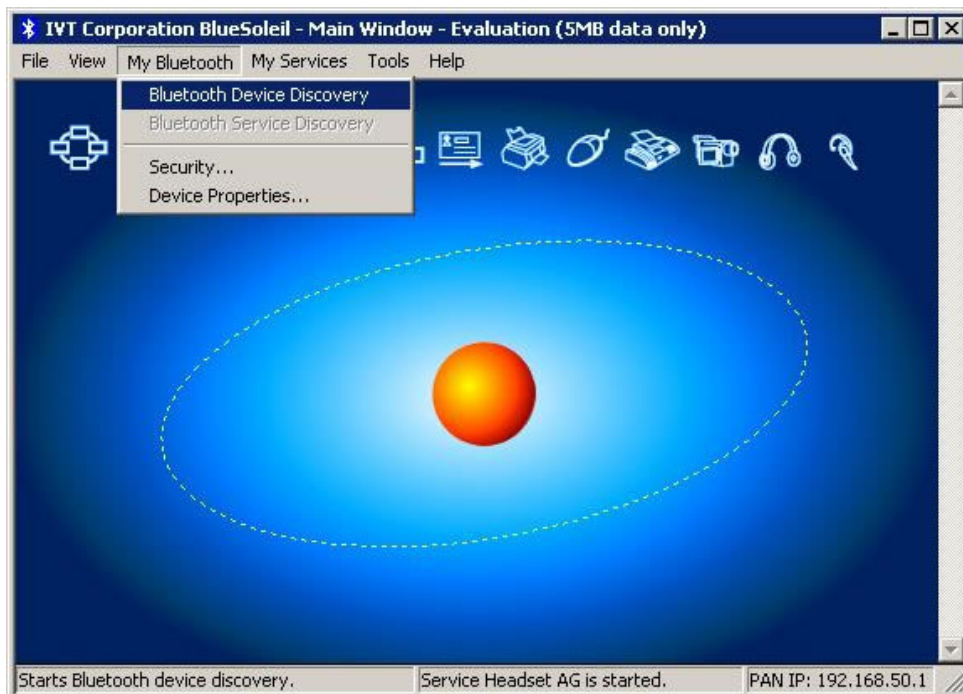 IVT Corporation BlueSoleil - Main Window - Evaluation (5MB data only)
File View My Bluetooth My Services Tools Help
Bluetooth Device Discovery
Bluetooth Service Discovery
Security...
Device Properties...
Starts Bluetooth device discovery. Service Headset AG is started. PAN IP: 192.168.50.1